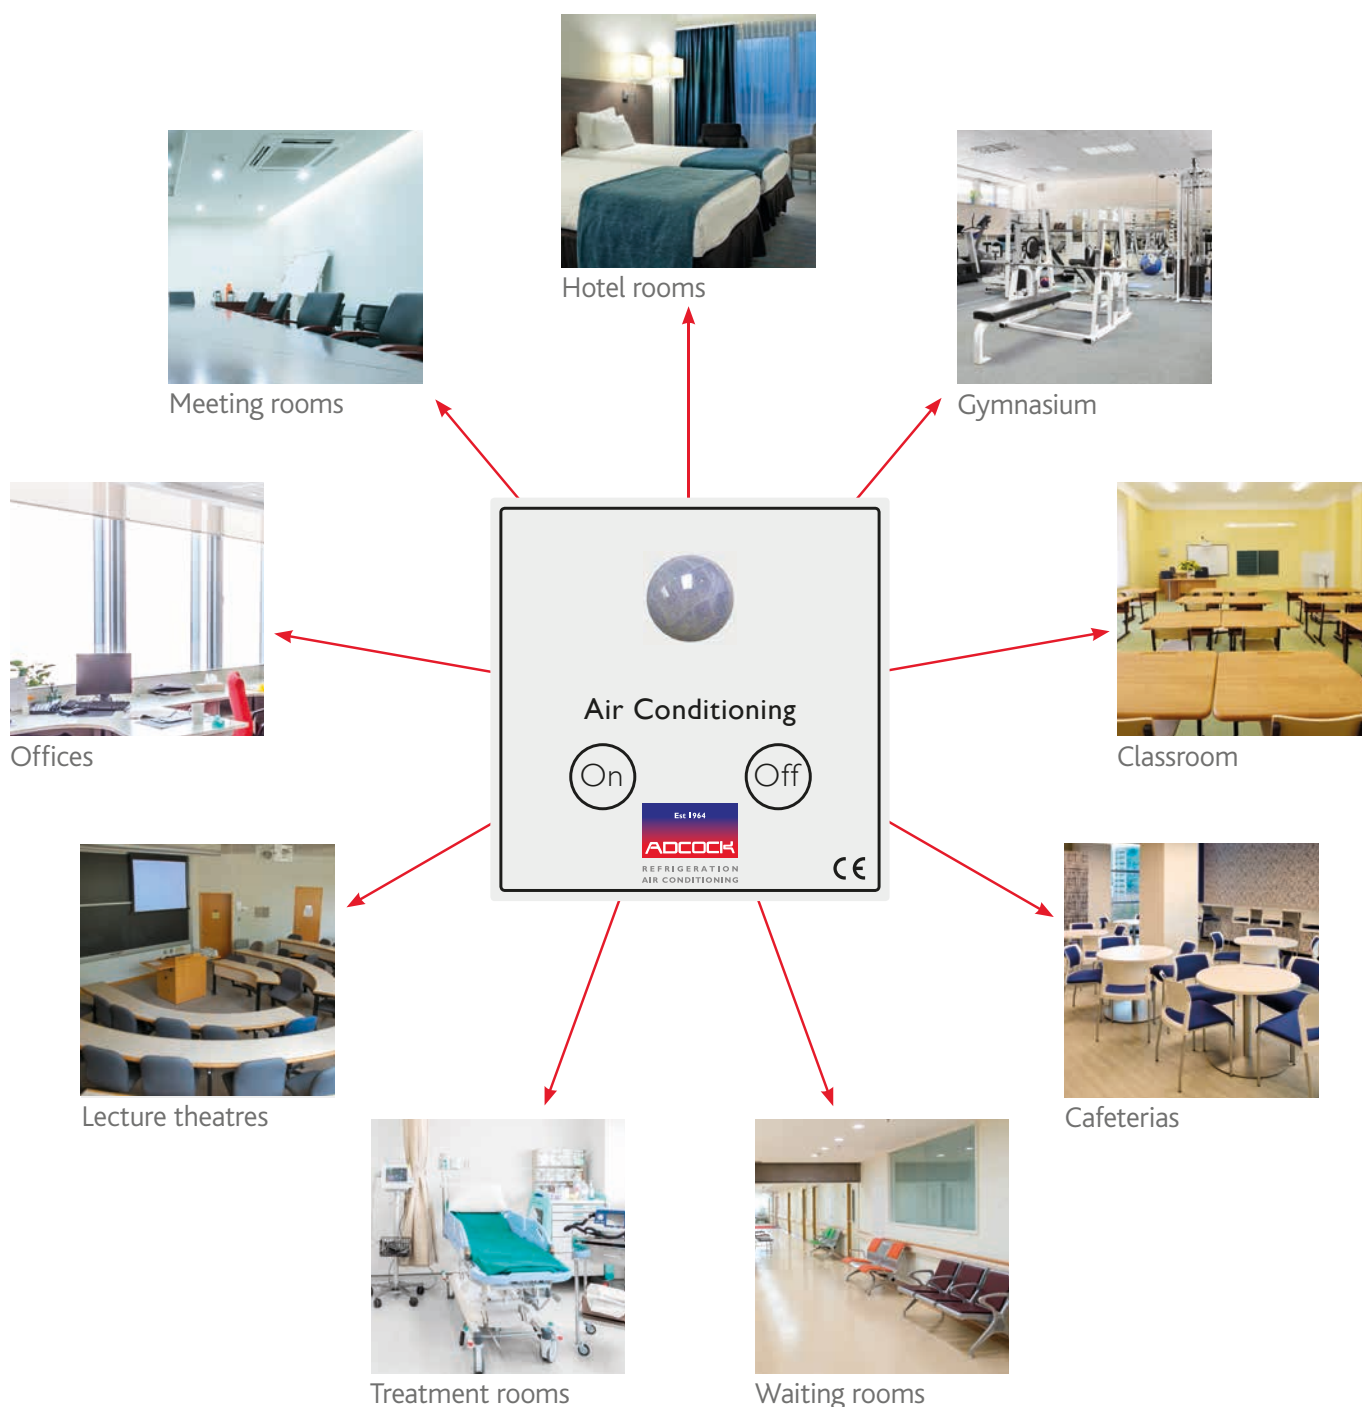 Hotel rooms
Meeting rooms
Gymnasium
Offices
Classroom
Air Conditioning
On
Off
Est 1964
ADCOCK
REFRIGERATION
AIR CONDITIONING
CE
Lecture theatres
Cafeterias
Treatment rooms
Waiting rooms